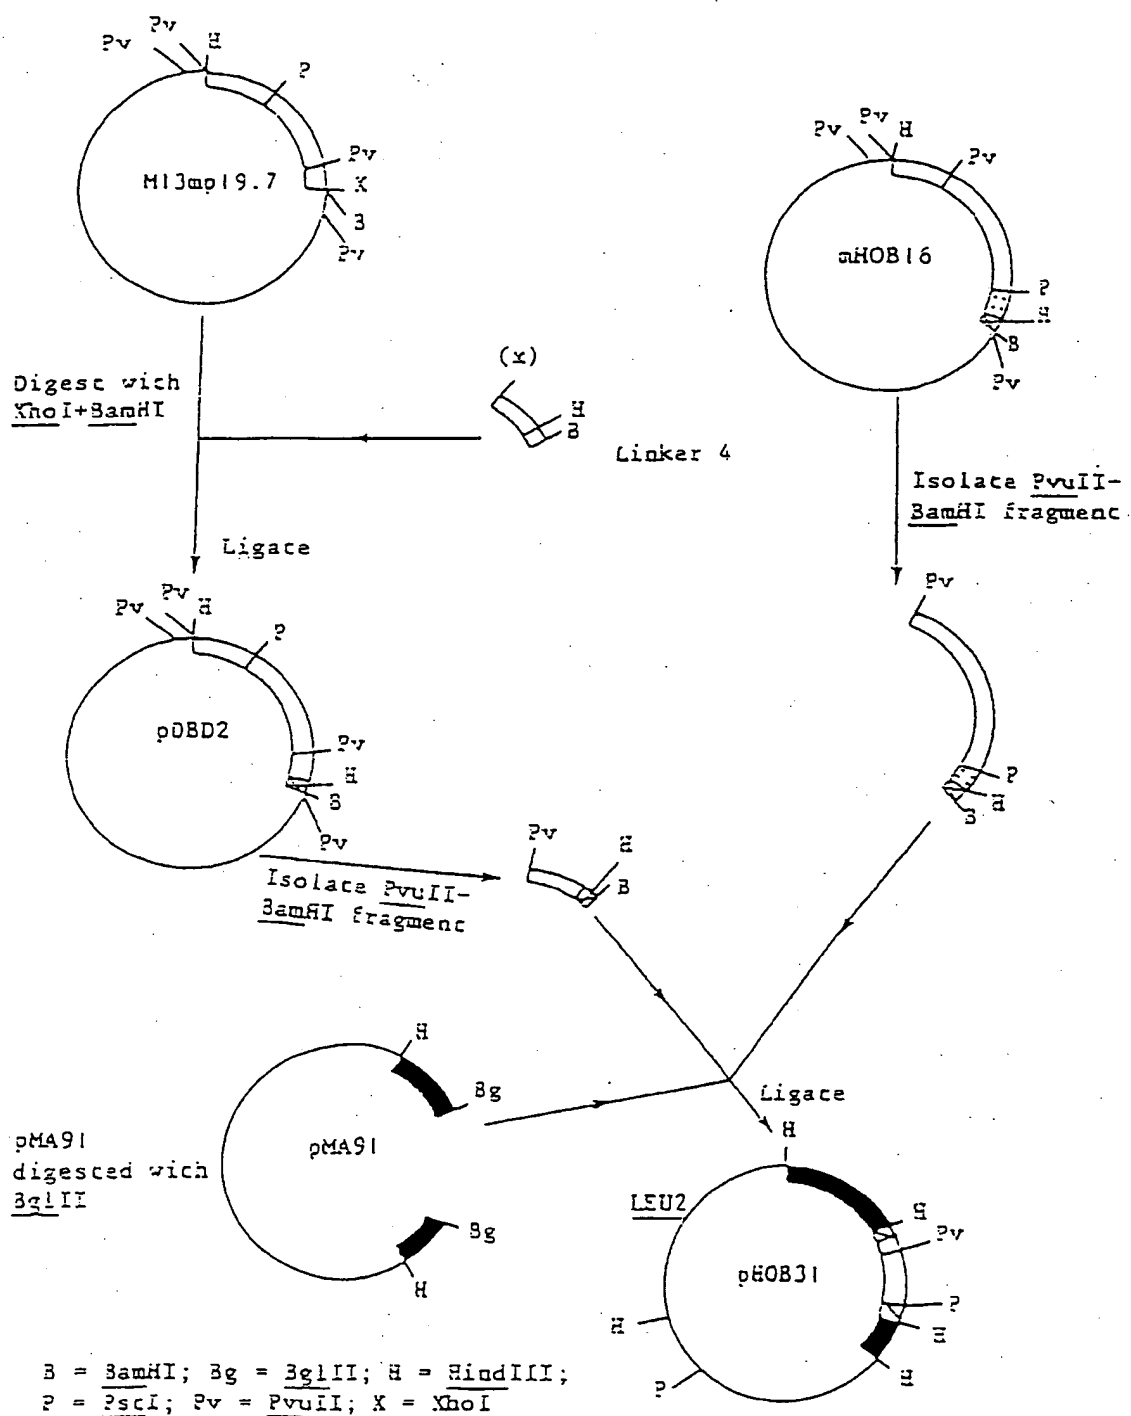 Pv
Pv
H
P
Pv
X
B
Pv
M13mp19.7
Pv
Pv
H
Pv
P
H
B
Pv
mHOB16
Digest with
XhoI+BamHI
(x)
H
B
Linker 4
Isolate PvuII-
BamHI fragment
Ligate
Pv
Pv
H
P
Pv
H
B
Pv
pDBD2
Pv
P
H
B
Isolate PvuII-
BamHI fragment
Pv
H
B
H
Bg
pMA91
Bg
H
pMA91
digested with
BglII
Ligate
H
LEU2
H
Pv
P
H
H
H
P
pHOB31
B = BamHI; Bg = BglII; H = HindIII;
P = PstI; Pv = PvuII; X = XhoI